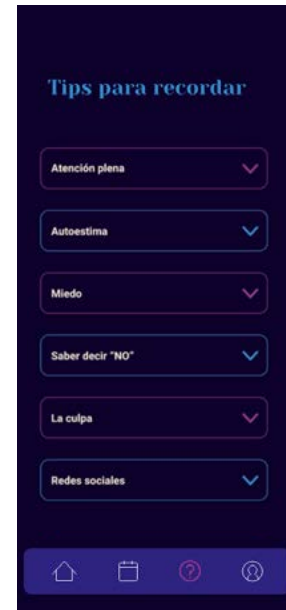 Tips para recordar
Atención plena
Autoestima
Miedo
Saber decir "NO"
La culpa
Redes sociales